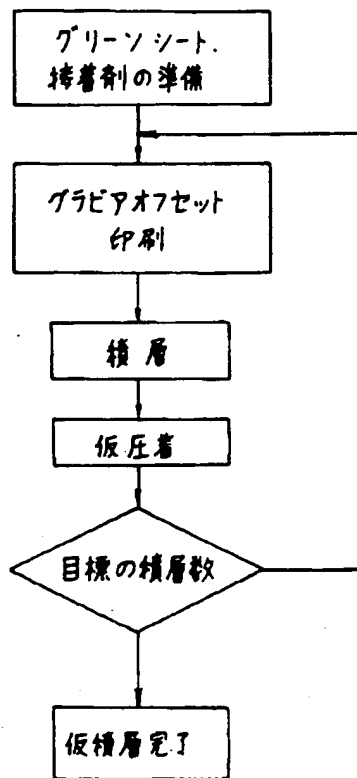 グリーンシート.
接着剤の準備
グラビアオフセット
印刷
積層
仮圧着
目標の積層数
仮積層完了